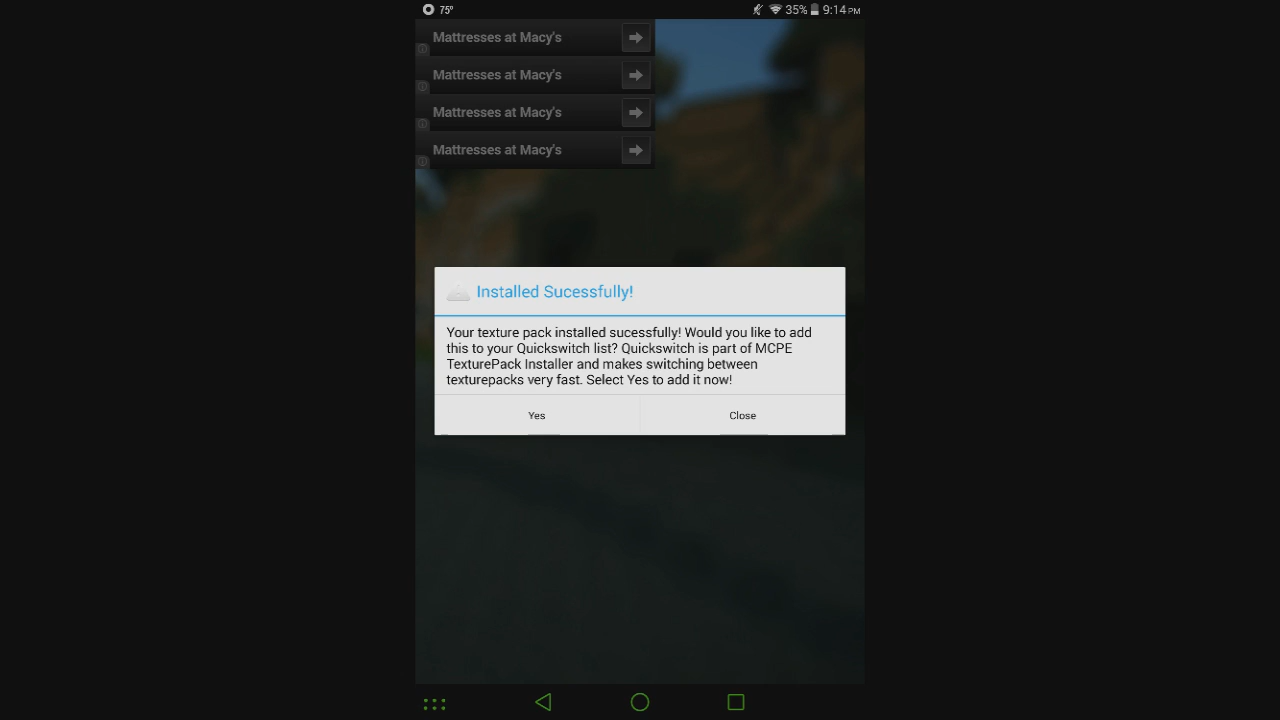 75°
35% 9:14 PM
Mattresses at Macy's
Mattresses at Macy's
Mattresses at Macy's
Mattresses at Macy's
Installed Sucessfully!
Your texture pack installed sucessfully! Would you like to add
this to your Quickswitch list? Quickswitch is part of MCPE
TexturePack Installer and makes switching between
texturepacks very fast. Select Yes to add it now!
Yes
Close